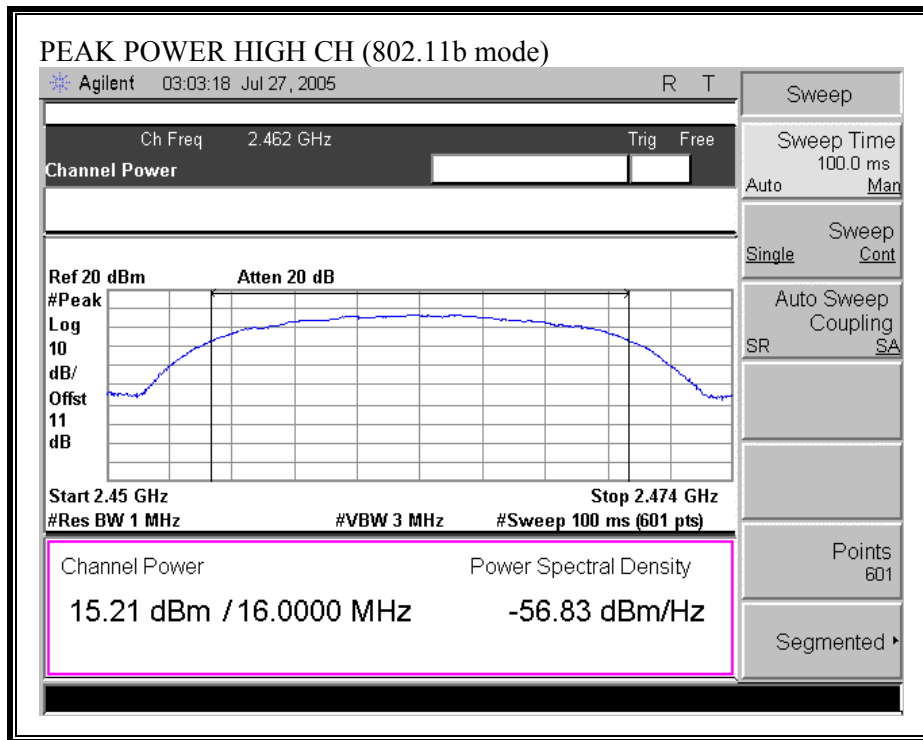 PEAK POWER HIGH CH (802.11b mode)
Agilent 03:03:18 Jul 27, 2005 R T
Ch Freq 2.462 GHz Trig Free
Channel Power
Ref 20 dBm Atten 20 dB
#Peak
Log
10
dB/
Offst
11
dB
Start 2.45 GHz Stop 2.474 GHz
#Res BW 1 MHz #VBW 3 MHz #Sweep 100 ms (601 pts)
Channel Power Power Spectral Density
15.21 dBm / 16.0000 MHz -56.83 dBm/Hz
Sweep
Sweep Time
100.0 ms
Auto Man
Sweep
Single Cont
Auto Sweep
Coupling
SR SA
Points
601
Segmented